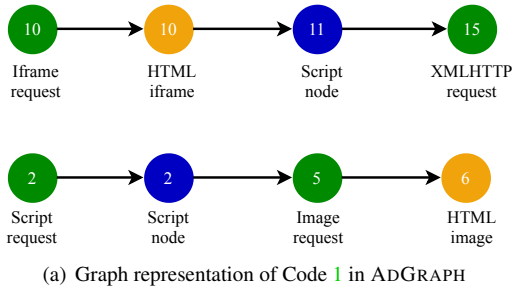 10 10 11 15
Iframe request HTML iframe Script node XMLHTTP request
2 2 5 6
Script request Script node Image request HTML image
(a) Graph representation of Code 1 in ADGRAPH